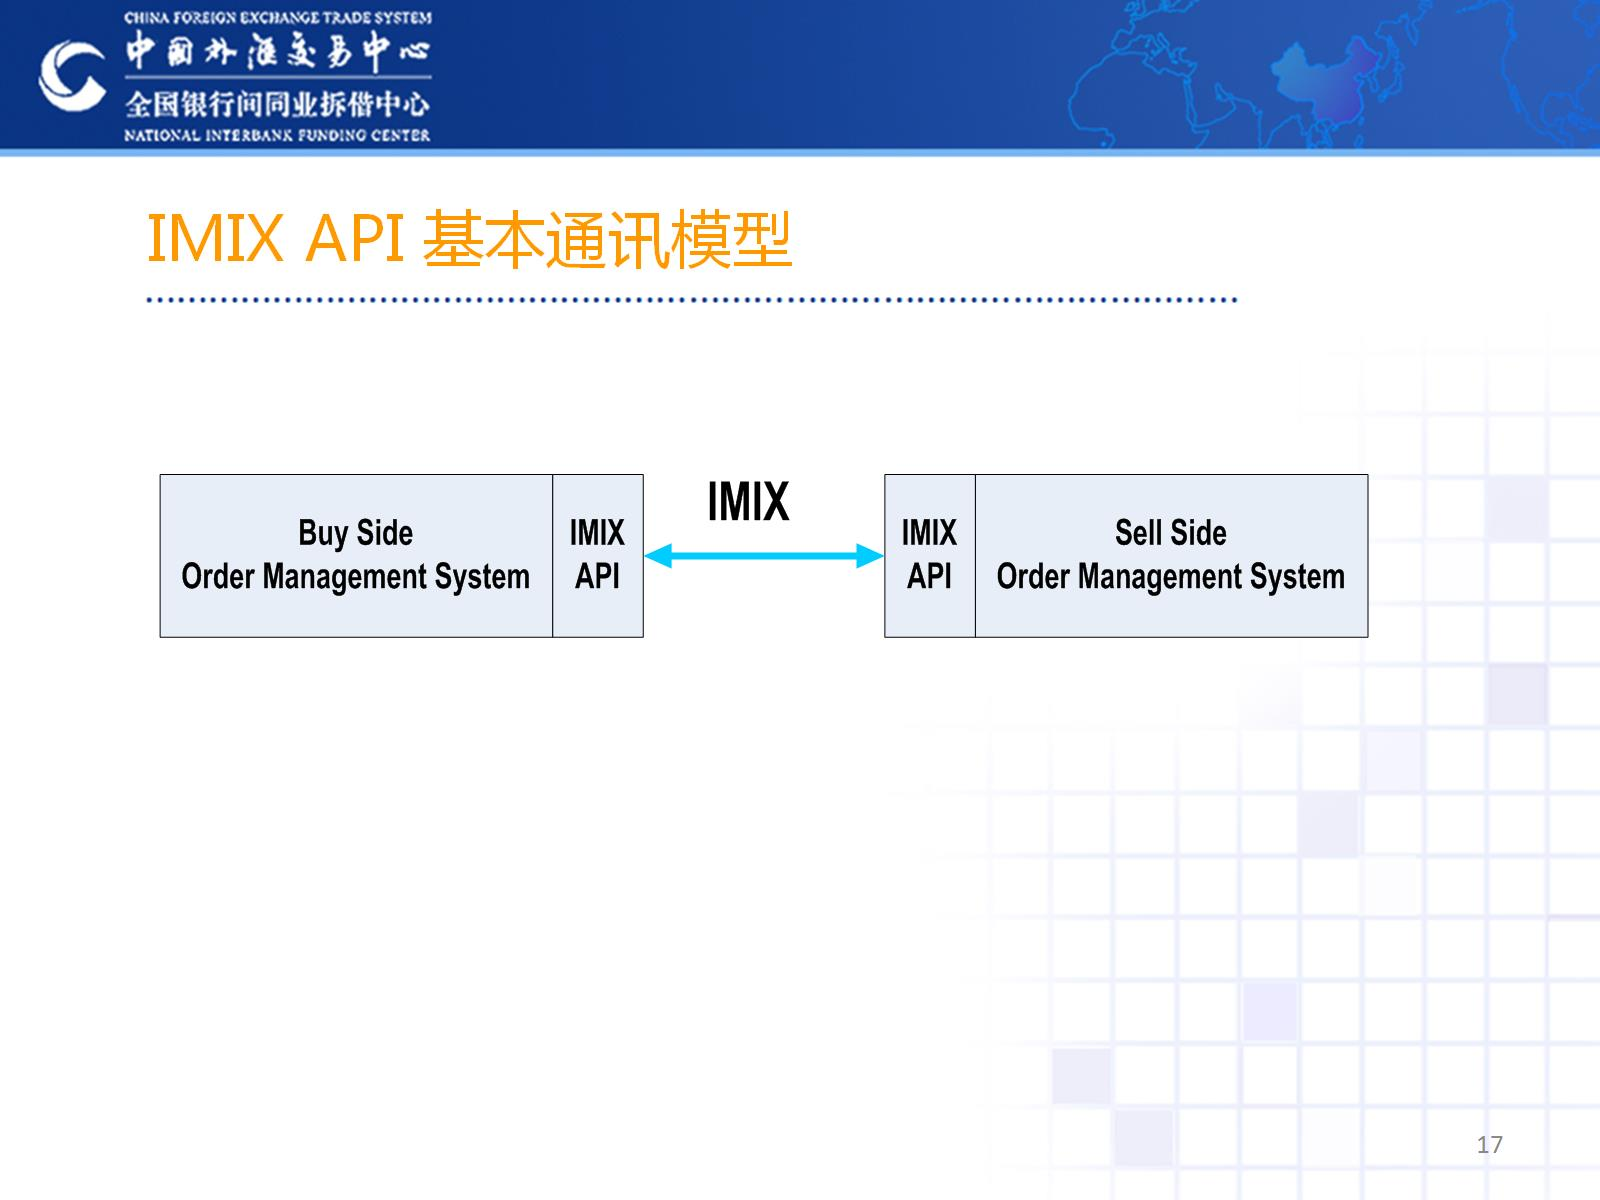 CHINA FOREIGN EXCHANGE TRADE SYSTEM
中国外汇交易中心
全国银行间同业拆借中心
NATIONAL INTERBANK FUNDING CENTER
IMIX API 基本通讯模型
Buy Side
Order Management System
IMIX
API
IMIX
IMIX
API
Sell Side
Order Management System
17